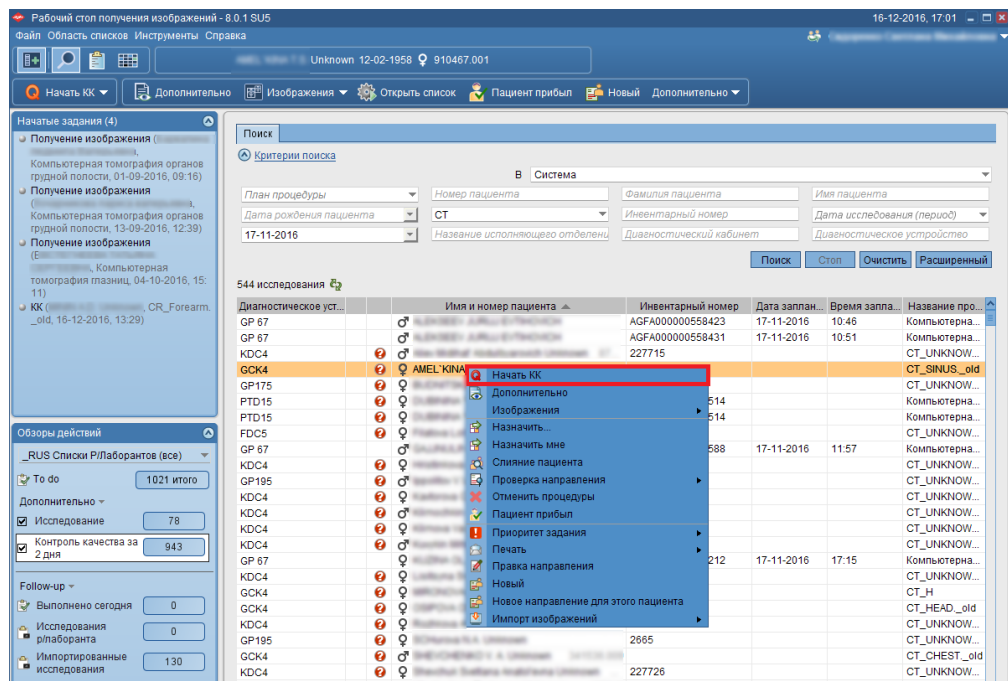 Рабочий стол получения изображений - 8.0.1 SU5
16-12-2016, 17:01
Файл Область списков Инструменты Справка
Unknown 12-02-1958 ♀ 910467.001
Начать КК
Дополнительно
Изображения
Открыть список
Пациент прибыл
Новый
Дополнительно
Начатые задания (4)
Получение изображения (
Компьютерная томография органов
грудной полости, 01-09-2016, 09:16)
Получение изображения
(
Компьютерная томография органов
грудной полости, 13-09-2016, 12:39)
Получение изображения
(
, Компьютерная
томография глазниц, 04-10-2016, 15:
11)
КК ( , CR_Forearm.
_old, 16-12-2016, 13:29)
Обзоры действий
_RUS Списки Р/Лаборантов (все)
To do 1021 итого
Дополнительно
Исследование 78
Контроль качества за
2 дня 943
Follow-up
Выполнено сегодня 0
Исследования
р/лаборанта 0
Импортированные
исследования 130
Поиск
Критерии поиска
В Система
План процедуры Номер пациента Фамилия пациента Имя пациента
Дата рождения пациента CT Инвентарный номер Дата исследования (период)
17-11-2016 Название исполняющего отделени Диагностический кабинет Диагностическое устройство
Поиск Стоп Очистить Расширенный
544 исследования
Диагностическое уст... Имя и номер пациента Инвентарный номер Дата заплан... Время запла... Название про...
GP 67 ♂ AGFA000000558423 17-11-2016 10:46 Компьютерна...
GP 67 ♂ AGFA000000558431 17-11-2016 10:51 Компьютерна...
KDC4 ♂ 227715 CT_UNKNOW...
GCK4 ♀ AMEL`KINA CT_SINUS._old
GP175 ♀ CT_UNKNOW...
PTD15 ♀ 514 Компьютерна...
PTD15 ♀ 514 Компьютерна...
FDC5 ♀ CT_UNKNOW...
GP 67 ♂ 588 17-11-2016 11:57 Компьютерна...
KDC4 ♀ CT_UNKNOW...
GP195 ♂ CT_UNKNOW...
KDC4 ♀ CT_UNKNOW...
KDC4 ♂ CT_UNKNOW...
KDC4 ♀ CT_UNKNOW...
KDC4 ♂ CT_UNKNOW...
GP 67 ♀ 212 17-11-2016 17:15 Компьютерна...
KDC4 ♀ CT_UNKNOW...
GCK4 ♀ CT_H
GCK4 ♀ CT_HEAD._old
KDC4 ♀ CT_UNKNOW...
GP195 ♀ 2665 CT_UNKNOW...
GCK4 ♂ CT_CHEST._old
KDC4 ♀ 227726 CT_UNKNOW...
Начать КК
Дополнительно
Изображения
Назначить...
Назначить мне
Слияние пациента
Проверка направления
Отменить процедуры
Пациент прибыл
Приоритет задания
Печать
Правка направления
Новый
Новое направление для этого пациента
Импорт изображений